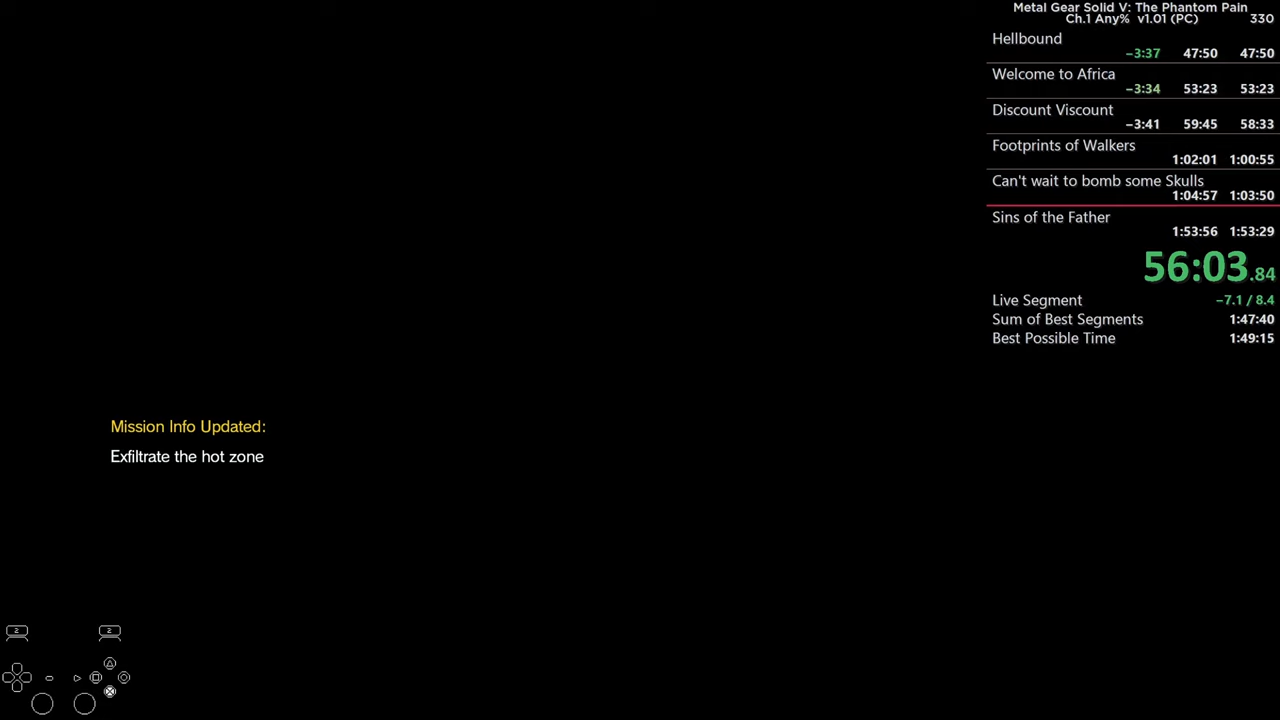 Metal Gear Solid V: The Phantom Pain
Ch.1 Any% v1.01 (PC) 330
Hellbound
−3:37 47:50 47:50
Welcome to Africa
−3:34 53:23 53:23
Discount Viscount
−3:41 59:45 58:33
Footprints of Walkers
1:02:01 1:00:55
Can't wait to bomb some Skulls
1:04:57 1:03:50
Sins of the Father
1:53:56 1:53:29
56:03.84
Live Segment −7.1 / 8.4
Sum of Best Segments 1:47:40
Best Possible Time 1:49:15
Mission Info Updated:
Exfiltrate the hot zone
2 2